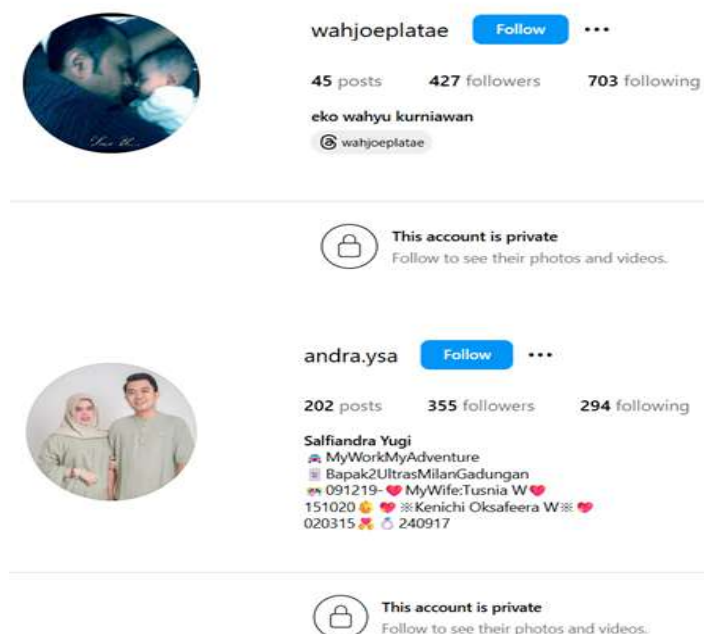 wahjoeplatae Follow •••
45 posts 427 followers 703 following
eko wahyu kurniawan
wahjoeplatae
This account is private
Follow to see their photos and videos.
andra.ysa Follow •••
202 posts 355 followers 294 following
Salfiandra Yugi
MyWorkMyAdventure
Bapak2UltrasMilanGadungan
091219-❤MyWife:Tusnia W❤
151020 ❤ ※Kenichi Oksafeera W※ ❤
020315 240917
This account is private
Follow to see their photos and videos.